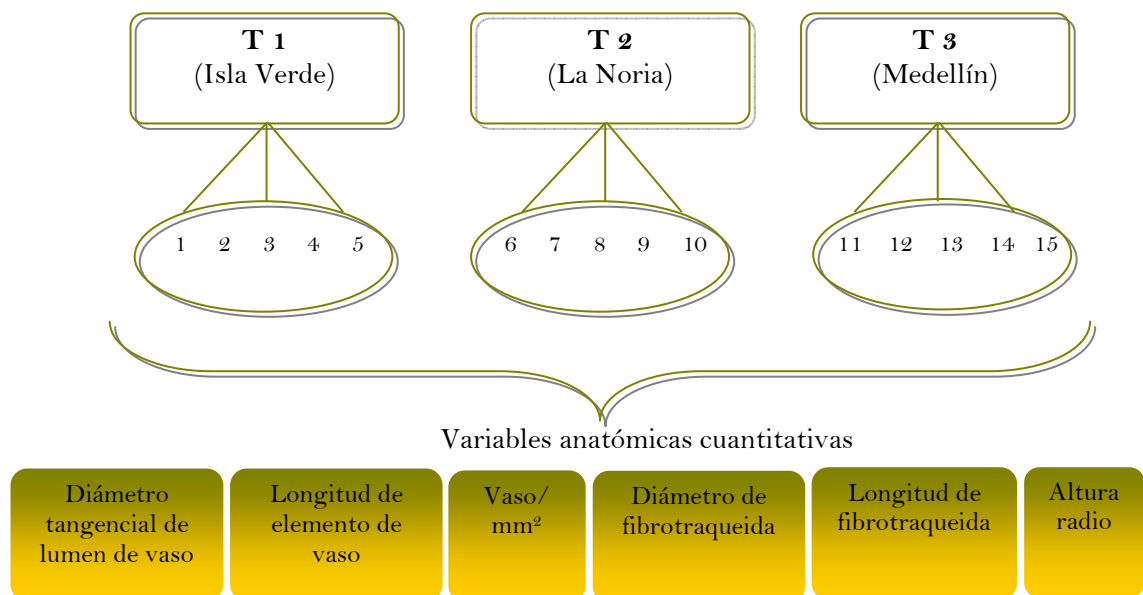 T 1
(Isla Verde)
T 2
(La Noria)
T 3
(Medellín)
1 2 3 4 5
6 7 8 9 10
11 12 13 14 15
Variables anatómicas cuantitativas
Diámetro
tangencial de
lumen de vaso
Longitud de
elemento de
vaso
Vaso/
mm²
Diámetro de
fibrotraqueida
Longitud de
fibrotraqueida
Altura
radio